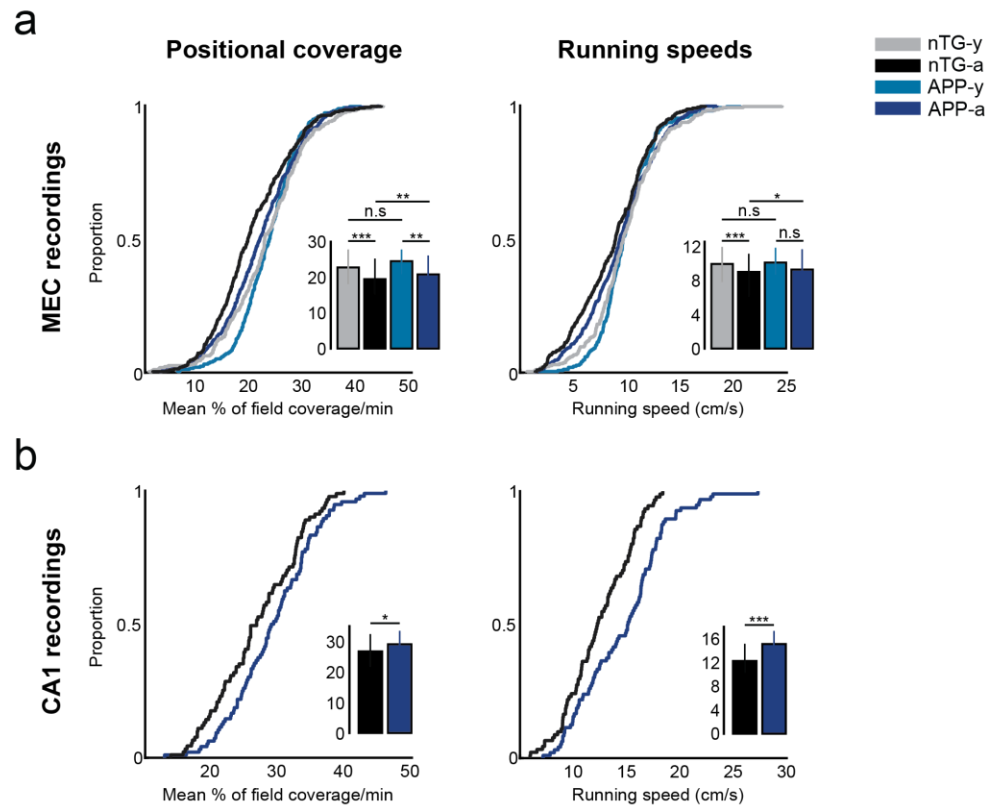 a
Positional coverage
Running speeds
nTG-y
nTG-a
APP-y
APP-a
MEC recordings
Proportion
1
0.5
0
10 20 30 40 50
Mean % of field coverage/min
**
n.s
*** **
30
20
10
0
1
0.5
0
5 10 15 20 25
Running speed (cm/s)
*
n.s
*** n.s
12
8
4
0
b
CA1 recordings
Proportion
1
0.5
0
20 30 40 50
Mean % of field coverage/min
*
30
20
10
0
1
0.5
0
10 15 20 25 30
Running speed (cm/s)
***
16
12
8
4
0